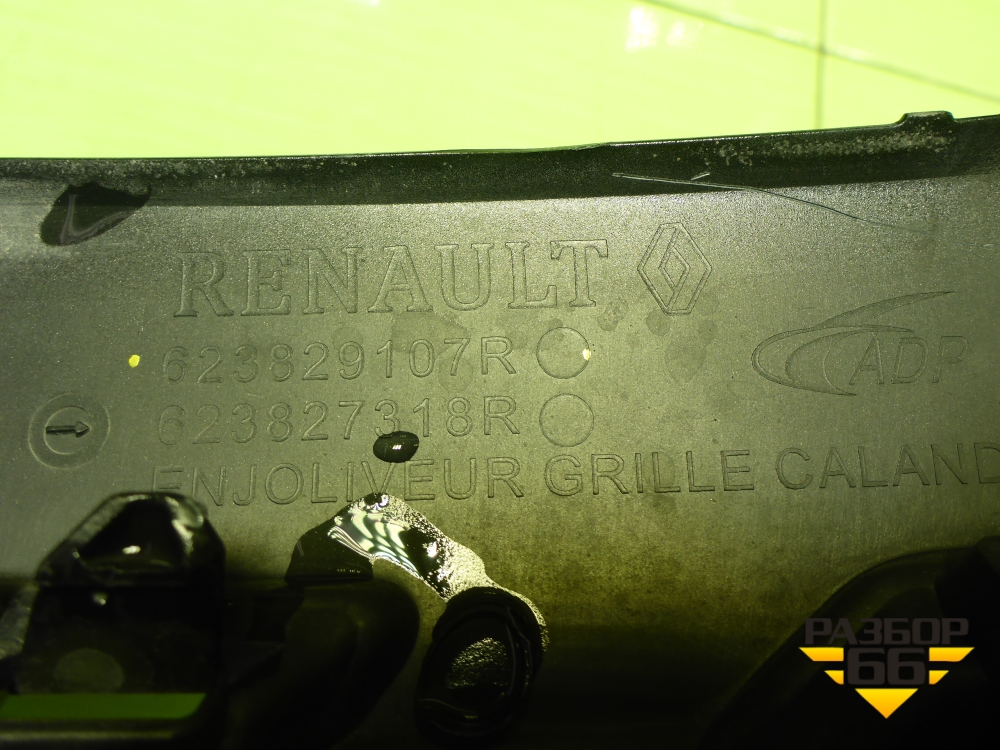 RENAULT
623829107R
ADP
623827318R
ENJOLIVEUR GRILLE CALAND
РАЗБОР
66